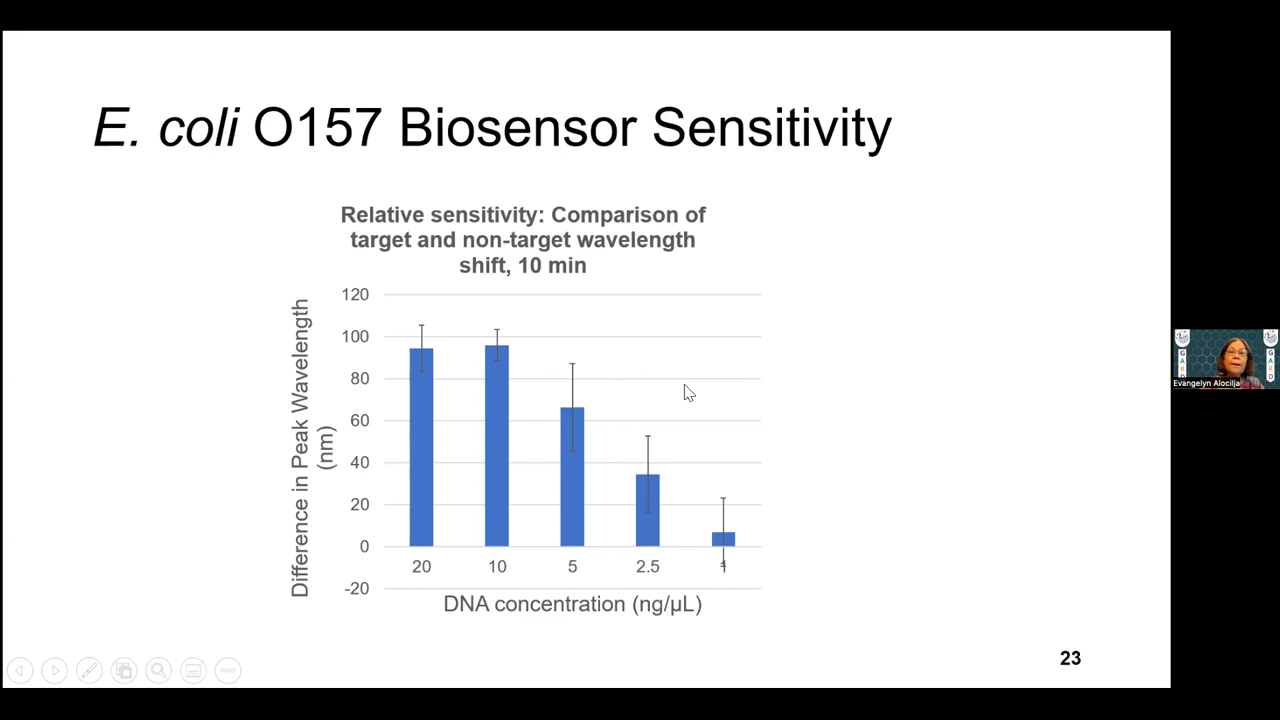 E. coli O157 Biosensor Sensitivity
Relative sensitivity: Comparison of
target and non-target wavelength
shift, 10 min
Difference in Peak Wavelength
(nm)
120
100
80
60
40
20
0
-20
20 10 5 2.5 1
DNA concentration (ng/µL)
23
GARD
GARD
Evangelyn Alocilja